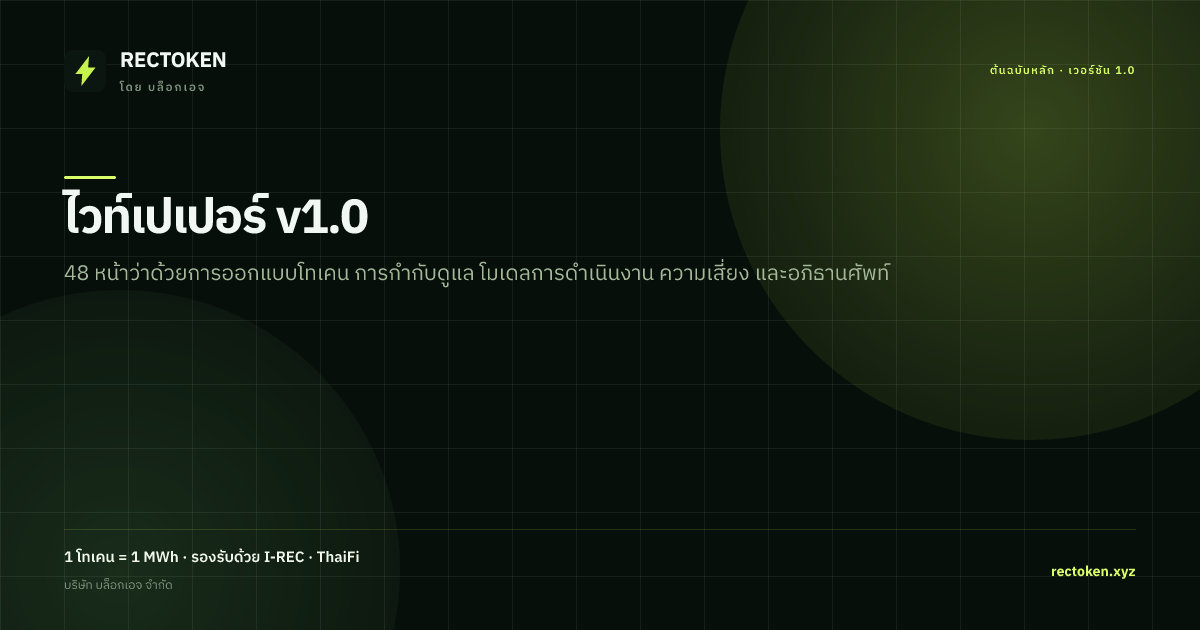 RECTOKEN
โดย บล็อกเอจ
ต้นฉบับหลัก · เวอร์ชัน 1.0
ไวท์เปเปอร์ v1.0
48 หน้าว่าด้วยการออกแบบโทเคน การกำกับดูแล โมเดลการดำเนินงาน ความเสี่ยง และอภิธานศัพท์
1 โทเคน = 1 MWh · รองรับด้วย I-REC · ThaiFi
บริษัท บล็อกเอจ จำกัด
rectoken.xyz